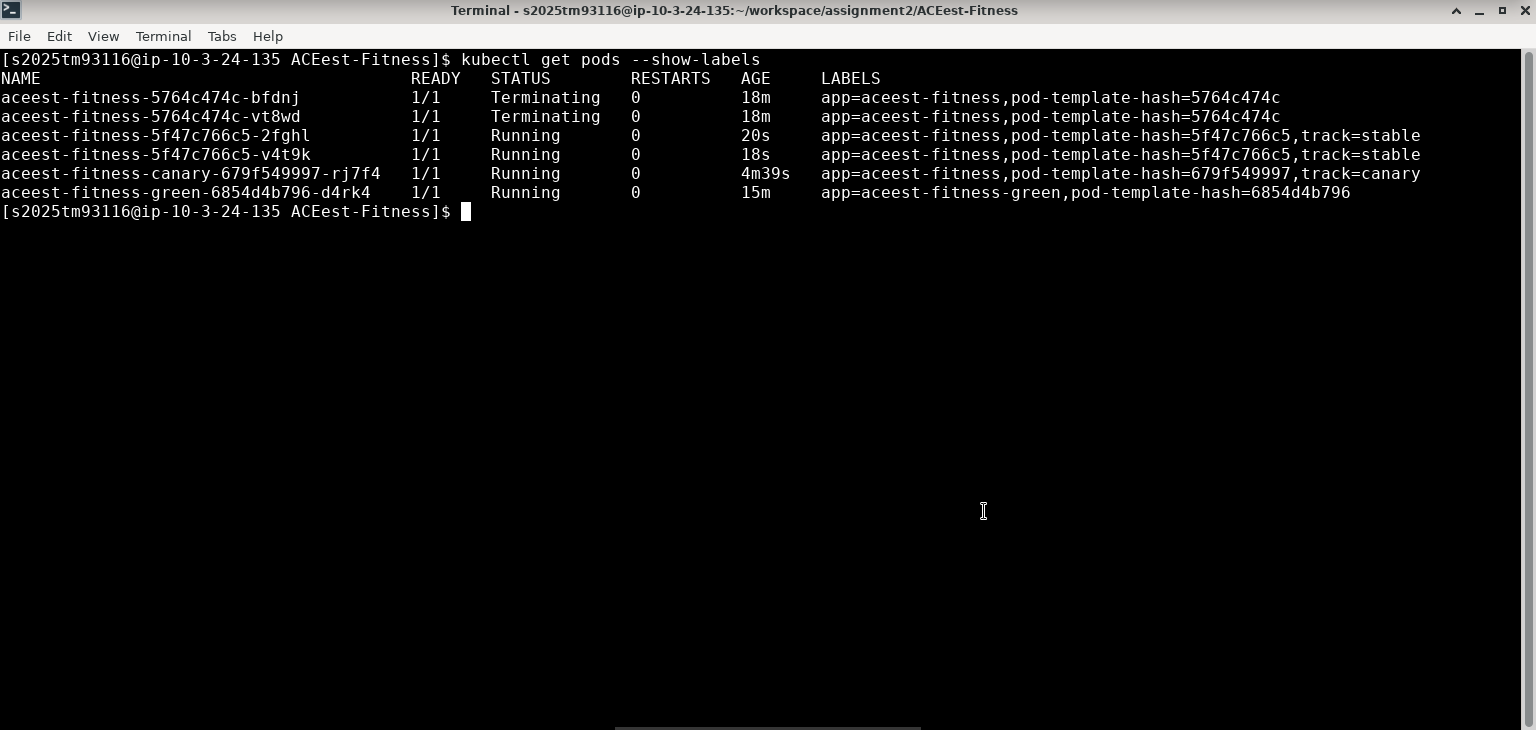 Terminal - s2025tm93116@ip-10-3-24-135:~/workspace/assignment2/ACEest-Fitness
File Edit View Terminal Tabs Help
[s2025tm93116@ip-10-3-24-135 ACEest-Fitness]$ kubectl get pods --show-labels
NAME READY STATUS RESTARTS AGE LABELS
aceest-fitness-5764c474c-bfdnj 1/1 Terminating 0 18m app=aceest-fitness,pod-template-hash=5764c474c
aceest-fitness-5764c474c-vt8wd 1/1 Terminating 0 18m app=aceest-fitness,pod-template-hash=5764c474c
aceest-fitness-5f47c766c5-2fghl 1/1 Running 0 20s app=aceest-fitness,pod-template-hash=5f47c766c5,track=stable
aceest-fitness-5f47c766c5-v4t9k 1/1 Running 0 18s app=aceest-fitness,pod-template-hash=5f47c766c5,track=stable
aceest-fitness-canary-679f549997-rj7f4 1/1 Running 0 4m39s app=aceest-fitness,pod-template-hash=679f549997,track=canary
aceest-fitness-green-6854d4b796-d4rk4 1/1 Running 0 15m app=aceest-fitness-green,pod-template-hash=6854d4b796
[s2025tm93116@ip-10-3-24-135 ACEest-Fitness]$